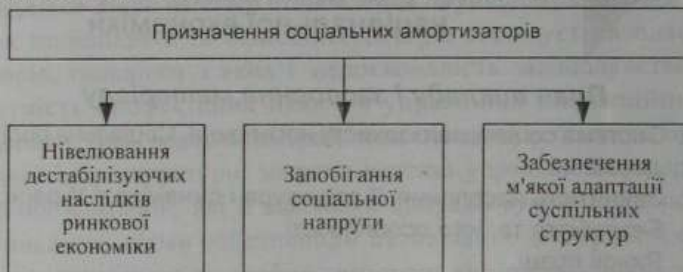 Призначення соціальних амортизаторів
Нівелювання
дестабілізуючих
наслідків
ринкової
економіки
Запобігання
соціальної
напруги
Забезпечення
м'якої адаптації
суспільних
структур